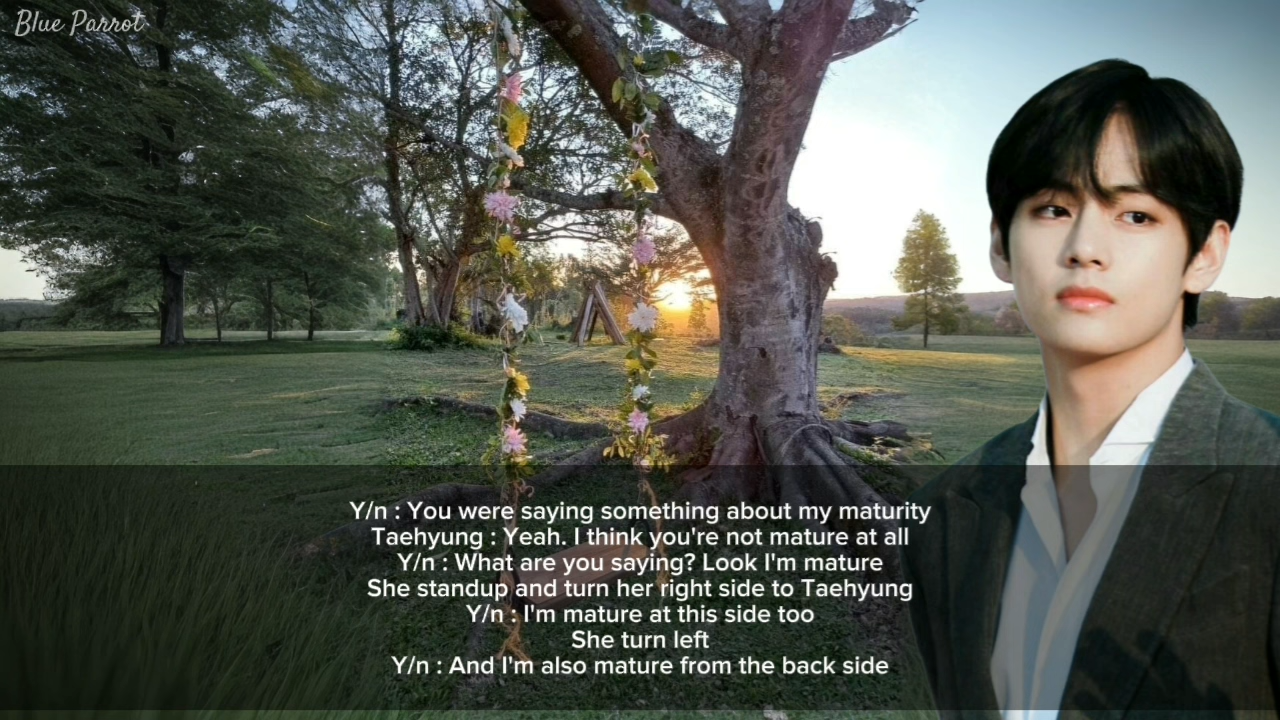 Blue Parrot
Y/n : You were saying something about my maturity
Taehyung : Yeah. I think you're not mature at all
Y/n : What are you saying? Look I'm mature
She standup and turn her right side to Taehyung
Y/n : I'm mature at this side too
She turn left
Y/n : And I'm also mature from the back side